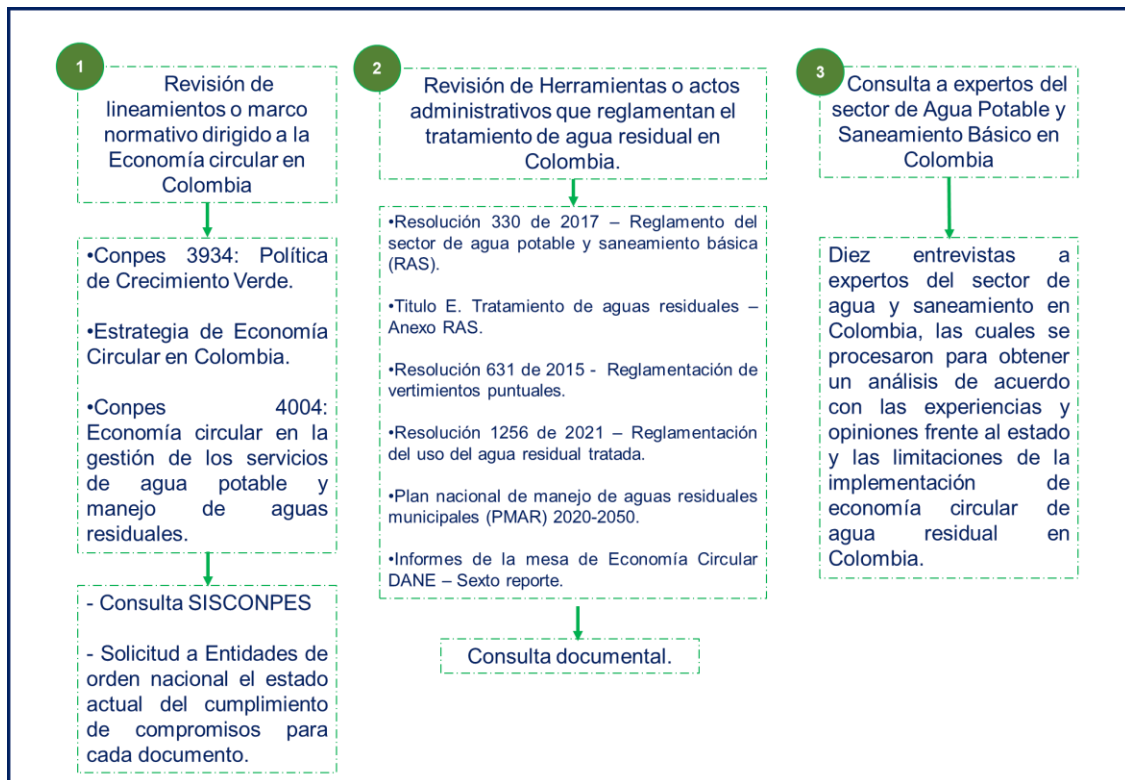 1
Revisión de
lineamientos o marco
normativo dirigido a la
Economía circular en
Colombia
•Conpes 3934: Política
de Crecimiento Verde.
•Estrategia de Economía
Circular en Colombia.
•Conpes 4004:
Economía circular en la
gestión de los servicios
de agua potable y
manejo de aguas
residuales.
- Consulta SISCONPES
- Solicitud a Entidades de
orden nacional el estado
actual del cumplimiento
de compromisos para
cada documento.
2
Revisión de Herramientas o actos
administrativos que reglamentan el
tratamiento de agua residual en
Colombia.
•Resolución 330 de 2017 – Reglamento del
sector de agua potable y saneamiento básica
(RAS).
•Titulo E. Tratamiento de aguas residuales –
Anexo RAS.
•Resolución 631 de 2015 - Reglamentación de
vertimientos puntuales.
•Resolución 1256 de 2021 – Reglamentación
del uso del agua residual tratada.
•Plan nacional de manejo de aguas residuales
municipales (PMAR) 2020-2050.
•Informes de la mesa de Economía Circular
DANE – Sexto reporte.
Consulta documental.
3
Consulta a expertos del
sector de Agua Potable y
Saneamiento Básico en
Colombia
Diez entrevistas a
expertos del sector de
agua y saneamiento en
Colombia, las cuales se
procesaron para obtener
un análisis de acuerdo
con las experiencias y
opiniones frente al estado
y las limitaciones de la
implementación de
economía circular de
agua residual en
Colombia.